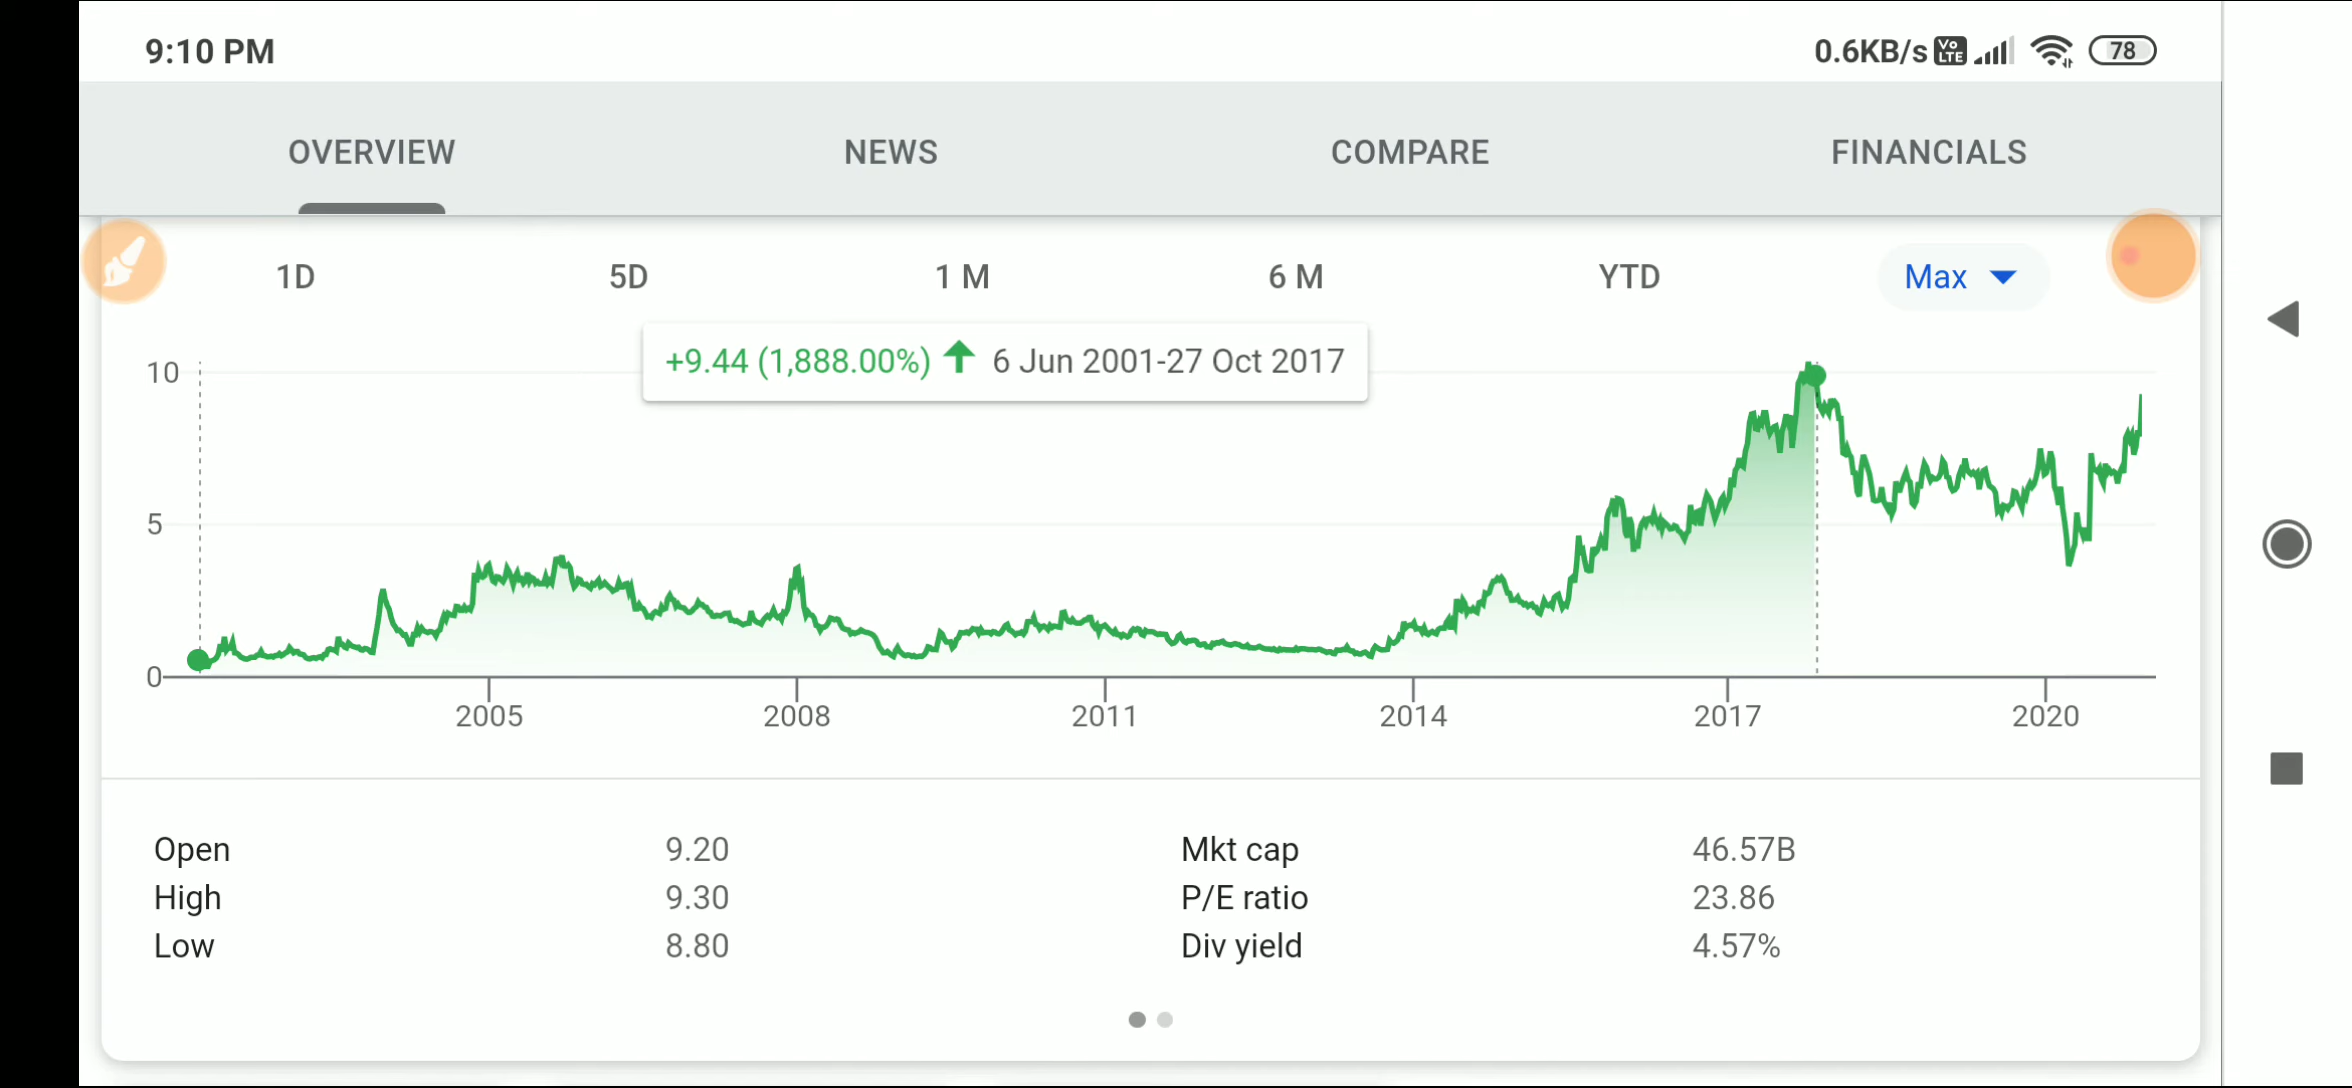 9:10 PM 0.6KB/s Vo LTE 78
OVERVIEW NEWS COMPARE FINANCIALS
1D 5D 1 M 6 M YTD Max
+9.44 (1,888.00%) 6 Jun 2001-27 Oct 2017
10
5
0
2005 2008 2011 2014 2017 2020
Open 9.20 Mkt cap 46.57B
High 9.30 P/E ratio 23.86
Low 8.80 Div yield 4.57%